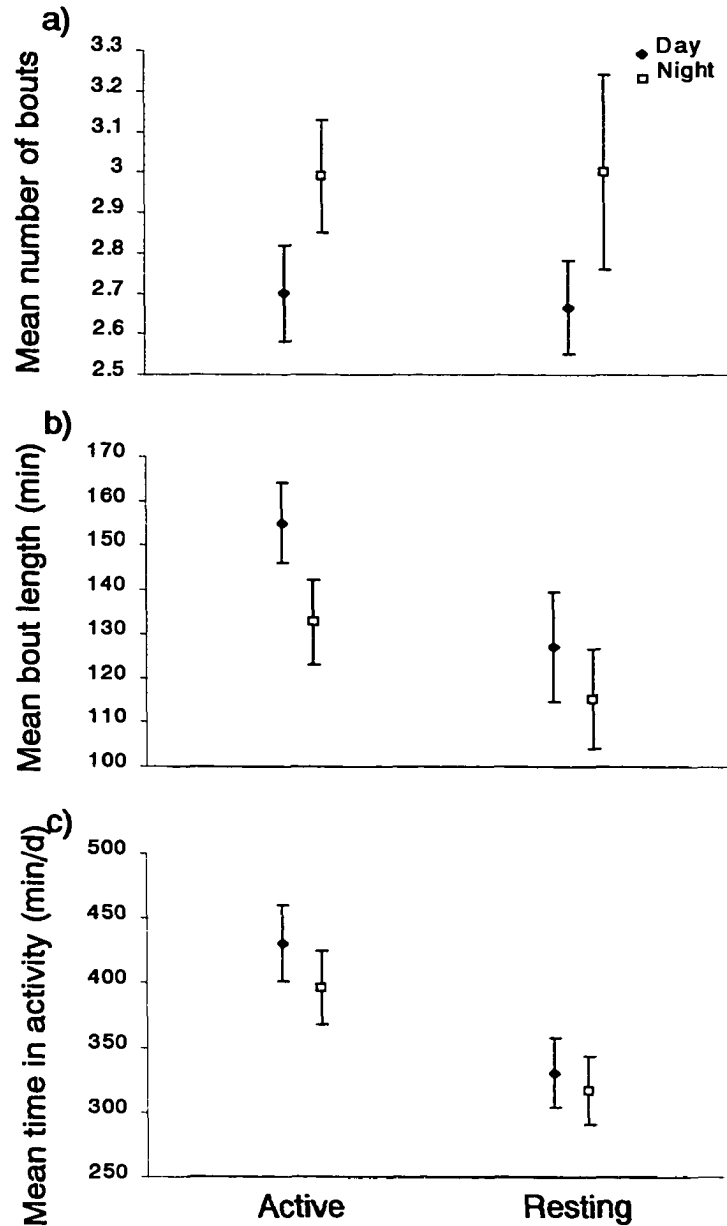 a)
Mean number of bouts
3.3
3.2
3.1
3
2.9
2.8
2.7
2.6
2.5
Day
Night
b)
Mean bout length (min)
170
160
150
140
130
120
110
100
c)
Mean time in activity (min/d)
500
450
400
350
300
250
Active
Resting